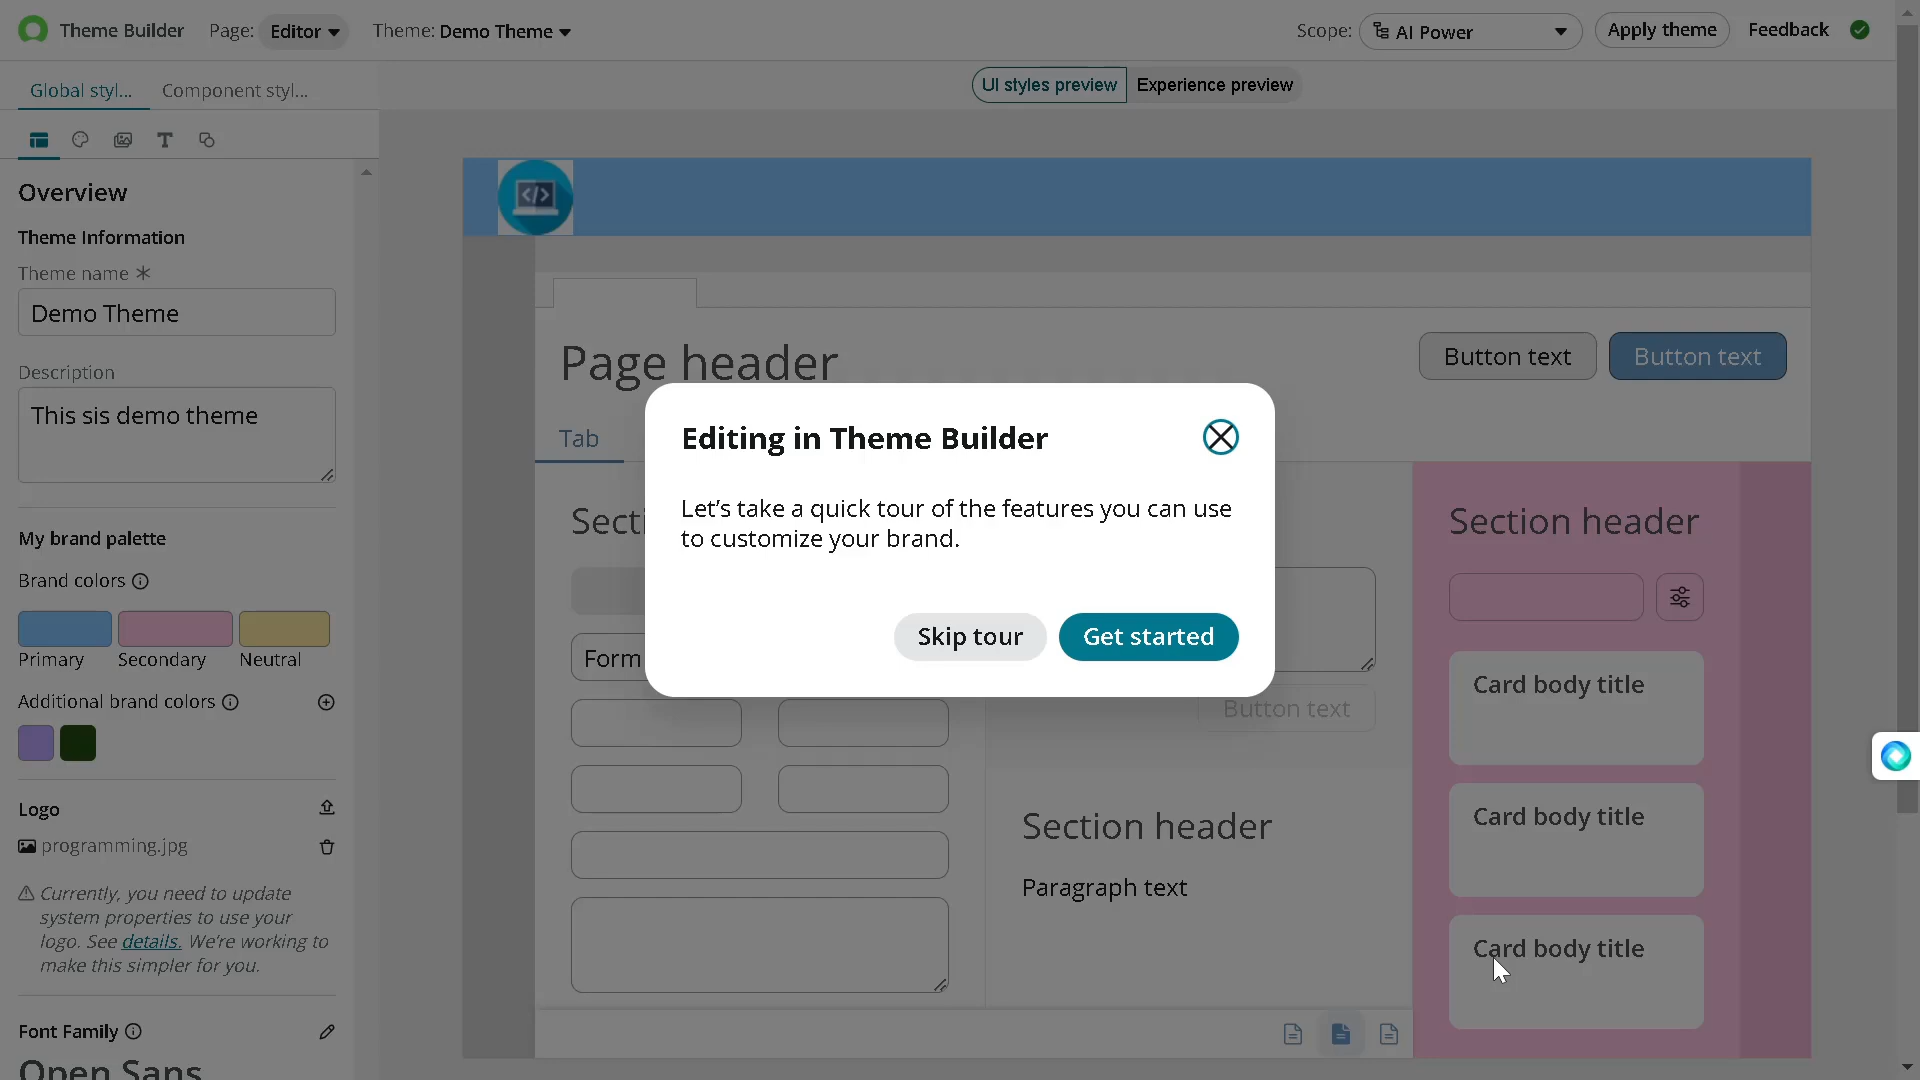 Theme Builder
Page: Editor
Theme: Demo Theme
Scope: AI Power
Apply theme
Feedback
Global styl...
Component styl...
UI styles preview
Experience preview
Overview
Theme Information
Theme name *
Demo Theme
Description
This sis demo theme
My brand palette
Brand colors
Primary
Secondary
Neutral
Additional brand colors
Logo
programming.jpg
Currently, you need to update
system properties to use your
logo. See details. We're working to
make this simpler for you.
Font Family
Open Sans
Page header
Button text
Button text
Tab
Editing in Theme Builder
Let's take a quick tour of the features you can use
to customize your brand.
Skip tour
Get started
Secti
Form
Button text
Section header
Paragraph text
Section header
Card body title
Card body title
Card body title